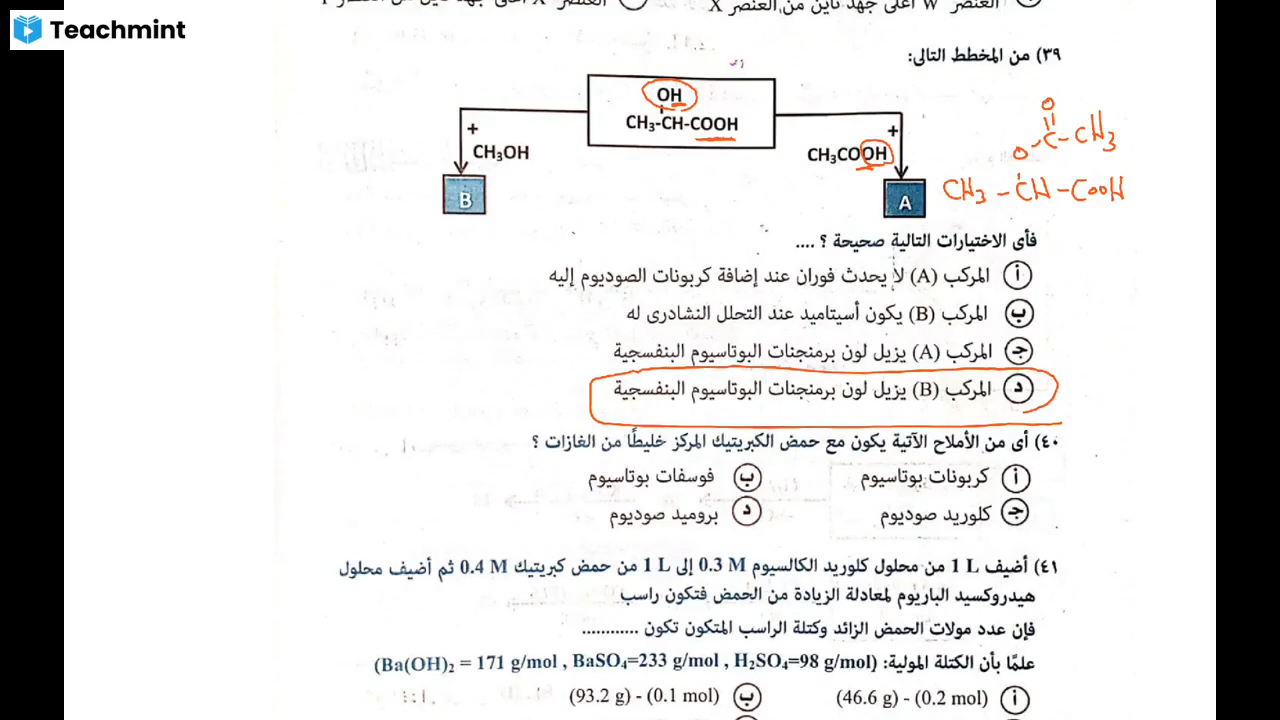 Teachmint
العنصر W أعلى جهد تأين من العنصر X
٣٩) من المخطط التالى:
OH
CH₃-CH-COOH
+
CH₃OH
B
+
CH₃COOH
A
O
O C-CH₃
CH₃ - CH - COOH
فأى الاختيارات التالية صحيحة ؟ ....
أ المركب (A) لا يحدث فوران عند إضافة كربونات الصوديوم إليه
ب المركب (B) يكون أسيتاميد عند التحلل النشادرى له
ج المركب (A) يزيل لون برمنجنات البوتاسيوم البنفسجية
د المركب (B) يزيل لون برمنجنات البوتاسيوم البنفسجية
٤٠) أى من الأملاح الآتية يكون مع حمض الكبريتيك المركز خليطًا من الغازات ؟
أ كربونات بوتاسيوم ب فوسفات بوتاسيوم
ج كلوريد صوديوم د بروميد صوديوم
٤١) أضيف 1 L من محلول كلوريد الكالسيوم 0.3 M إلى 1 L من حمض كبريتيك 0.4 M ثم أضيف محلول
هيدروكسيد الباريوم لمعادلة الزيادة من الحمض فتكون راسب
فإن عدد مولات الحمض الزائد وكتلة الراسب المتكون تكون ............
علمًا بأن الكتلة المولية: (Ba(OH)₂ = 171 g/mol , BaSO₄=233 g/mol , H₂SO₄=98 g/mol)
أ (46.6 g) - (0.2 mol) ب (93.2 g) - (0.1 mol)